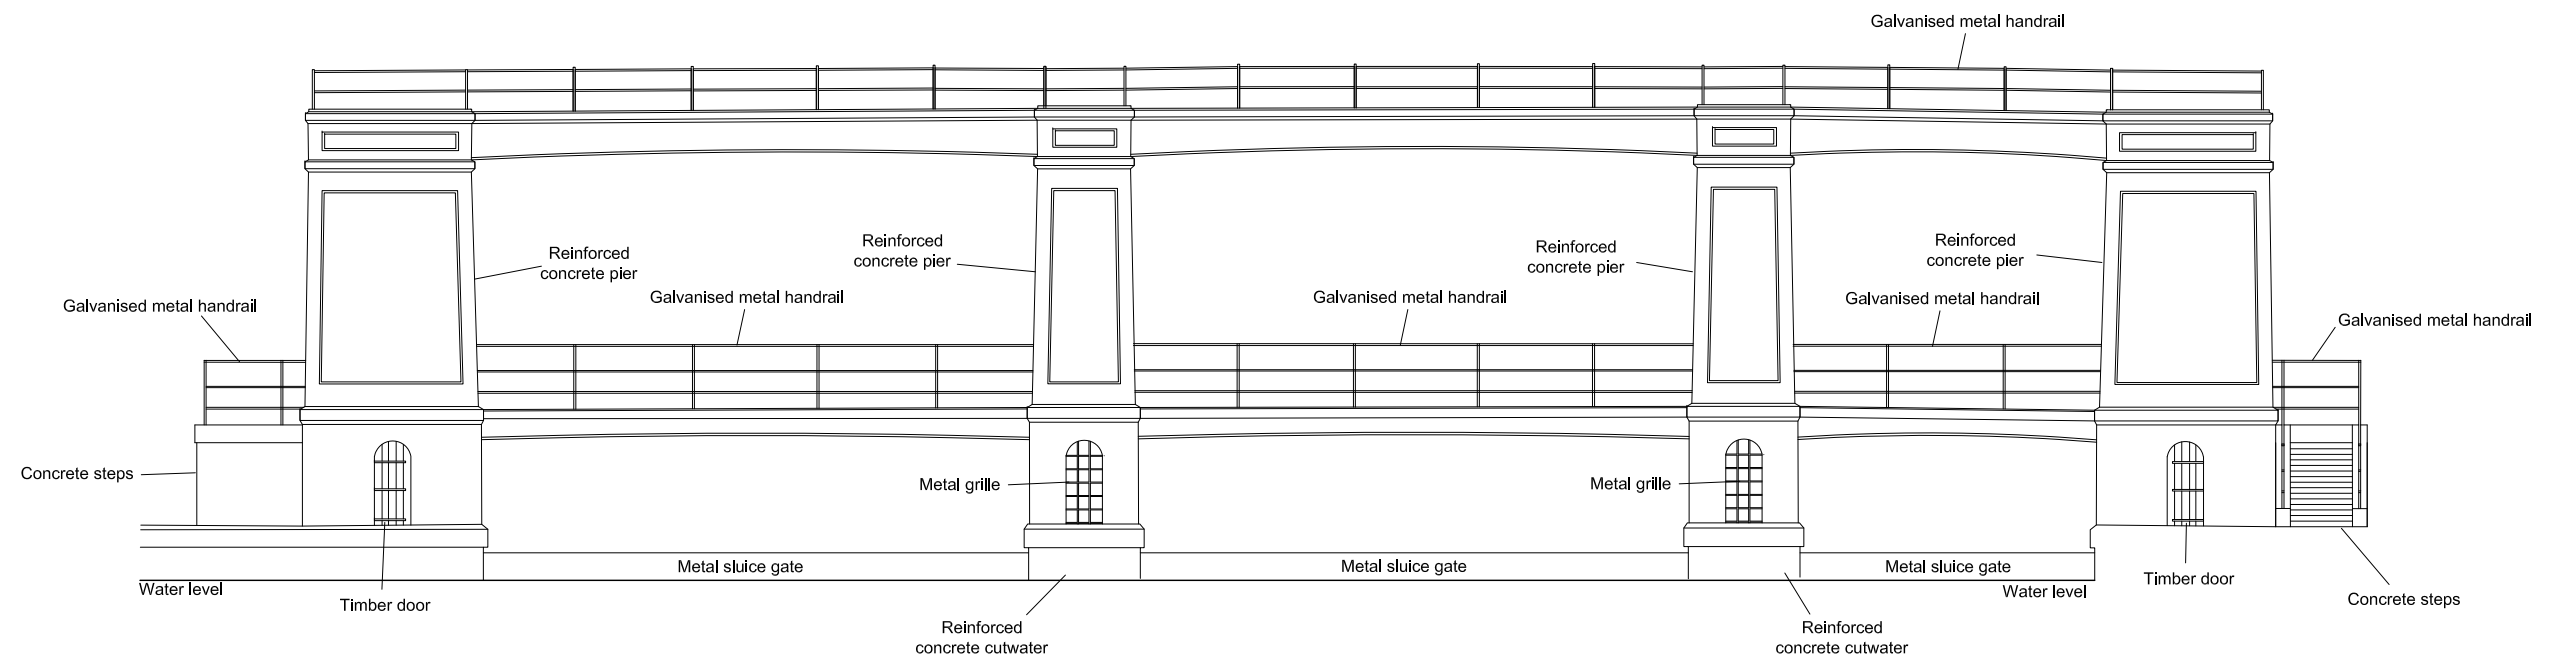 Galvanised metal handrail
Reinforced
concrete pier
Reinforced
concrete pier
Reinforced
concrete pier
Reinforced
concrete pier
Galvanised metal handrail
Galvanised metal handrail
Galvanised metal handrail
Galvanised metal handrail
Galvanised metal handrail
Concrete steps
Metal grille
Metal grille
Metal sluice gate
Metal sluice gate
Metal sluice gate
Water level
Timber door
Water level
Timber door
Concrete steps
Reinforced
concrete cutwater
Reinforced
concrete cutwater